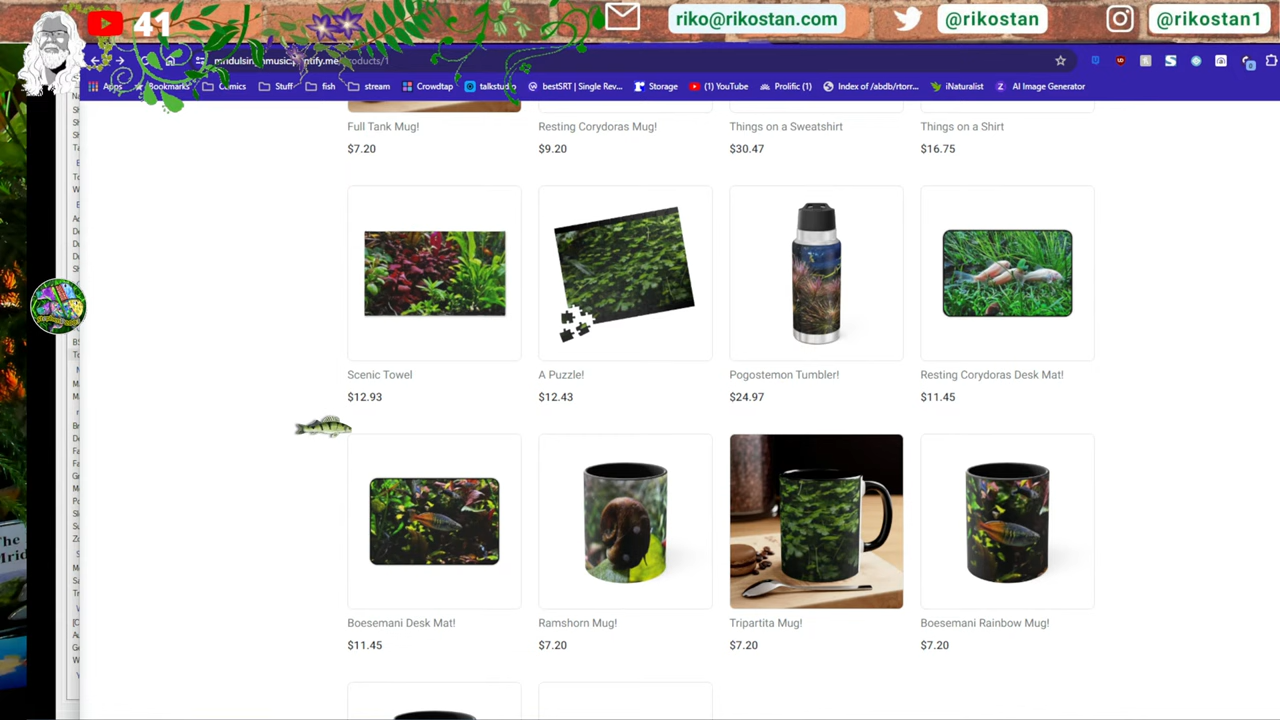 41
riko@rikostan.com
@rikostan
@rikostan1
Apps
Bookmarks
Comics
Stuff
fish
stream
Crowdtap
talkstud
bestSRT | Single Rev...
Storage
(1) YouTube
Prolific (1)
Index of /abdb/rtorr...
iNaturalist
AI Image Generator
Full Tank Mug!
Resting Corydoras Mug!
Things on a Sweatshirt
Things on a Shirt
$7.20
$9.20
$30.47
$16.75
Scenic Towel
A Puzzle!
Pogostemon Tumbler!
Resting Corydoras Desk Mat!
$12.93
$12.43
$24.97
$11.45
Boesemani Desk Mat!
Ramshorn Mug!
Tripartita Mug!
Boesemani Rainbow Mug!
$11.45
$7.20
$7.20
$7.20
The
Mrid